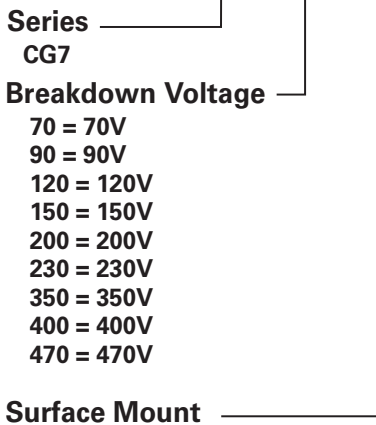 Series
CG7
Breakdown Voltage
70 = 70V
90 = 90V
120 = 120V
150 = 150V
200 = 200V
230 = 230V
350 = 350V
400 = 400V
470 = 470V
Surface Mount